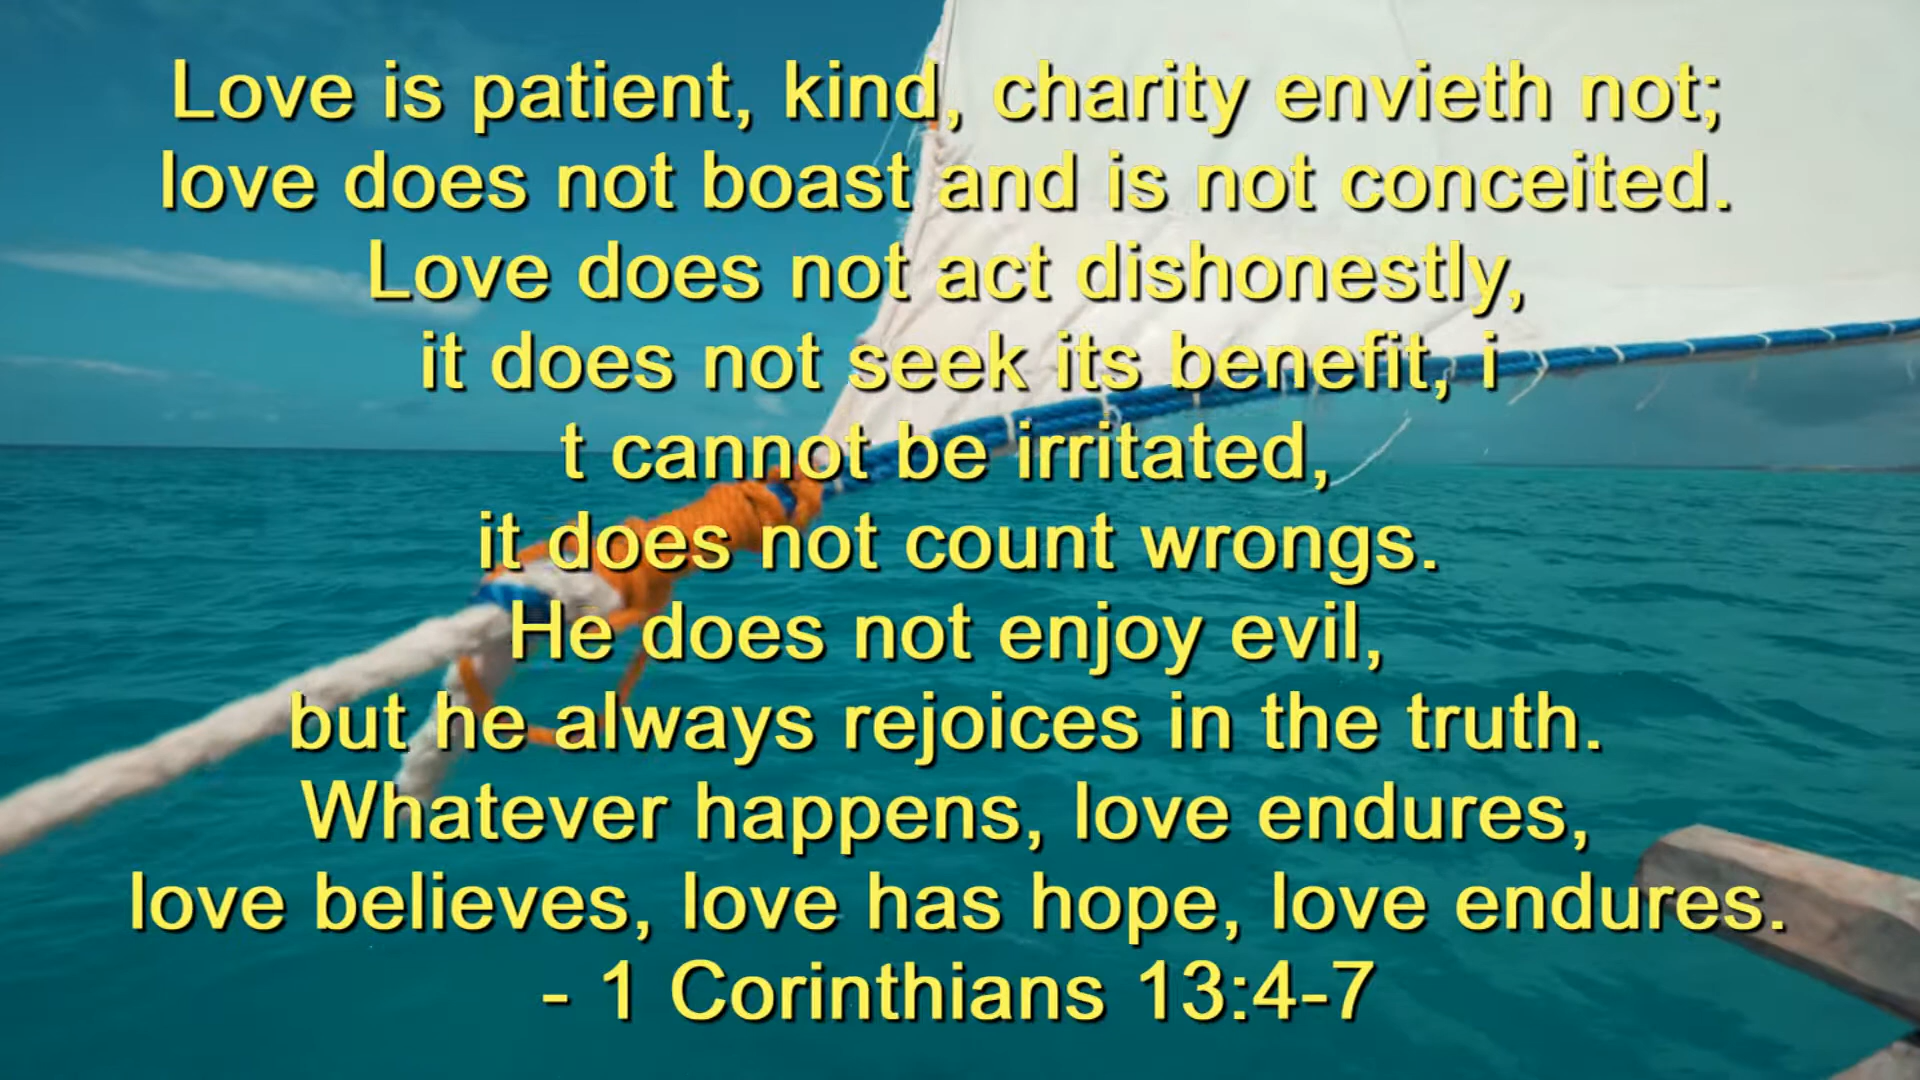 Love is patient, kind, charity envieth not;
love does not boast and is not conceited.
Love does not act dishonestly,
it does not seek its benefit, i
t cannot be irritated,
it does not count wrongs.
He does not enjoy evil,
but he always rejoices in the truth.
Whatever happens, love endures,
love believes, love has hope, love endures.
- 1 Corinthians 13:4-7